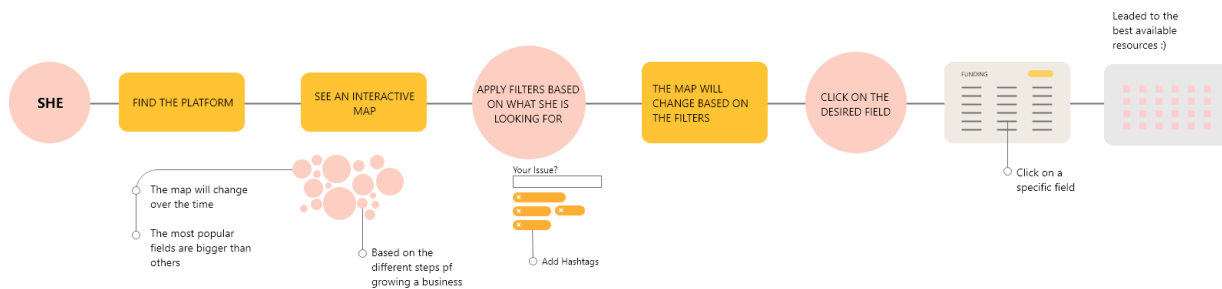 SHE
FIND THE PLATFORM
SEE AN INTERACTIVE
MAP
APPLY FILTERS BASED
ON WHAT SHE IS
LOOKING FOR
THE MAP WILL
CHANGE BASED ON
THE FILTERS
CLICK ON THE
DESIRED FIELD
FUNDING
Leaded to the
best available
resources :)
The map will change
over the time
The most popular
fields are bigger than
others
Based on the
different steps pf
growing a business
Your Issue?
Add Hashtags
Click on a
specific field